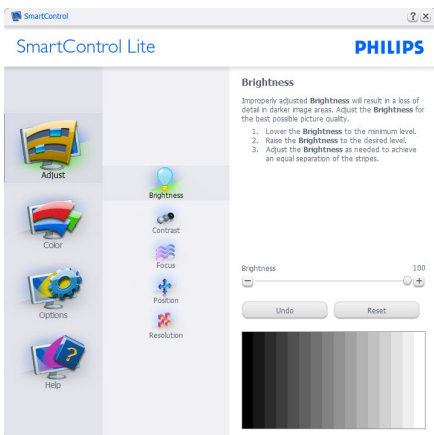 SmartControl
SmartControl Lite
PHILIPS
Adjust
Color
Options
Help
Brightness
Contrast
Focus
Position
Resolution
Brightness
Improperly adjusted Brightness will result in a loss of
detail in darker image areas. Adjust the Brightness for
the best possible picture quality.
1. Lower the Brightness to the minimum level.
2. Raise the Brightness to the desired level.
3. Adjust the Brightness as needed to achieve
an equal separation of the stripes.
Brightness 100
Undo Reset